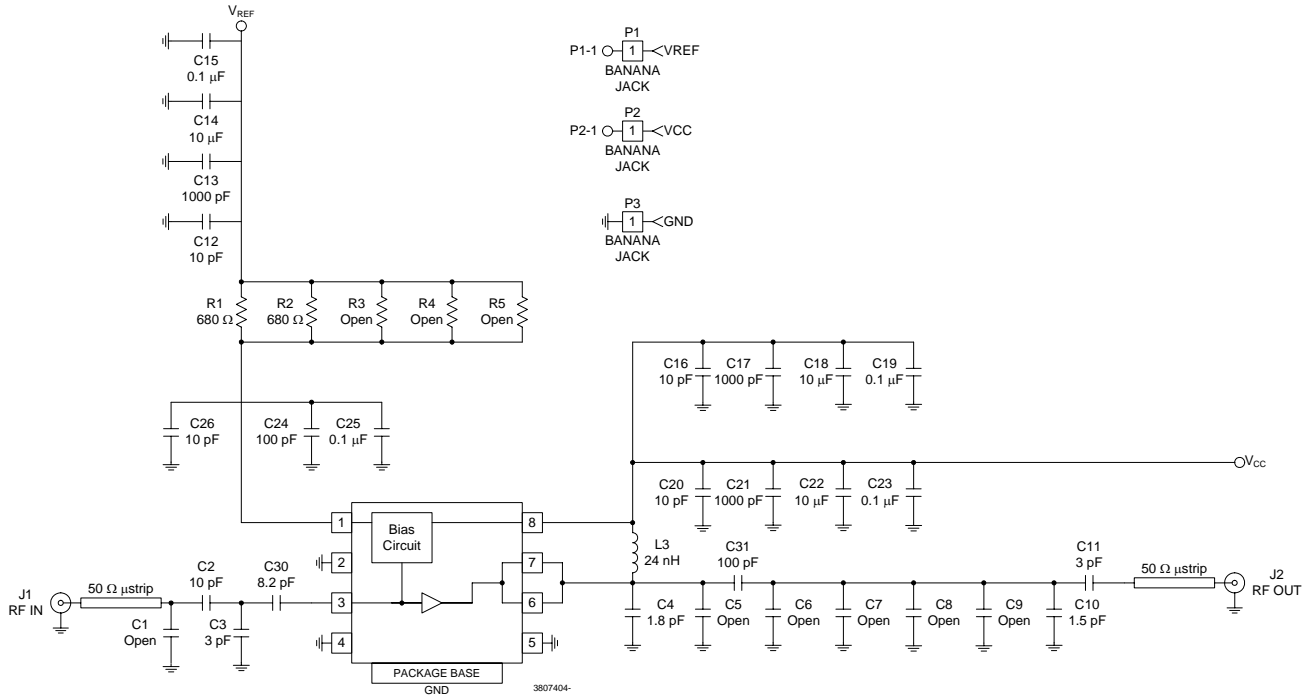 VREF
C15
0.1 µF
C14
10 µF
C13
1000 pF
C12
10 pF
P1
P1-1 1 VREF
BANANA
JACK
P2
P2-1 1 VCC
BANANA
JACK
P3
1 GND
BANANA
JACK
R1
680 Ω
R2
680 Ω
R3
Open
R4
Open
R5
Open
C16
10 pF
C17
1000 pF
C18
10 µF
C19
0.1 µF
C26
10 pF
C24
100 pF
C25
0.1 µF
C20
10 pF
C21
1000 pF
C22
10 µF
C23
0.1 µF
VCC
1
Bias
Circuit
8
2
7
3
6
4
5
L3
24 nH
J1
RF IN
50 Ω µstrip
C1
Open
C2
10 pF
C3
3 pF
C30
8.2 pF
C31
100 pF
C4
1.8 pF
C5
Open
C6
Open
C7
Open
C8
Open
C9
Open
C10
1.5 pF
C11
3 pF
50 Ω µstrip
J2
RF OUT
PACKAGE BASE
GND
3807404-